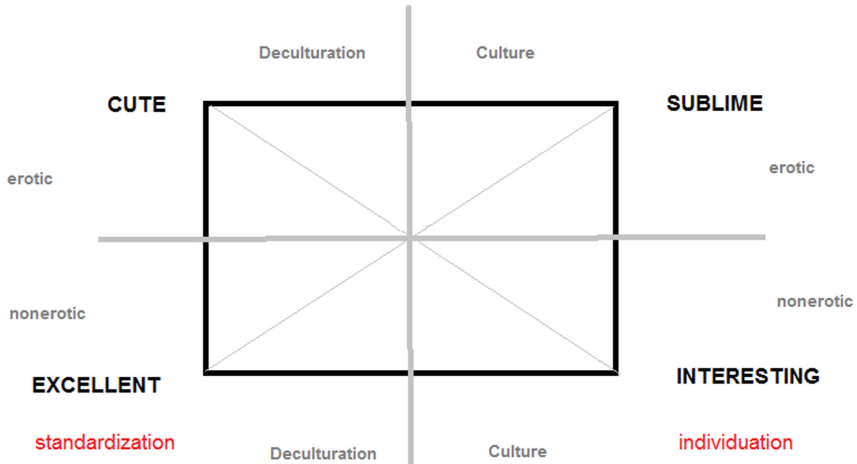 Deculturation
Culture
CUTE
SUBLIME
erotic
erotic
nonerotic
nonerotic
EXCELLENT
INTERESTING
standardization
individuation
Deculturation
Culture